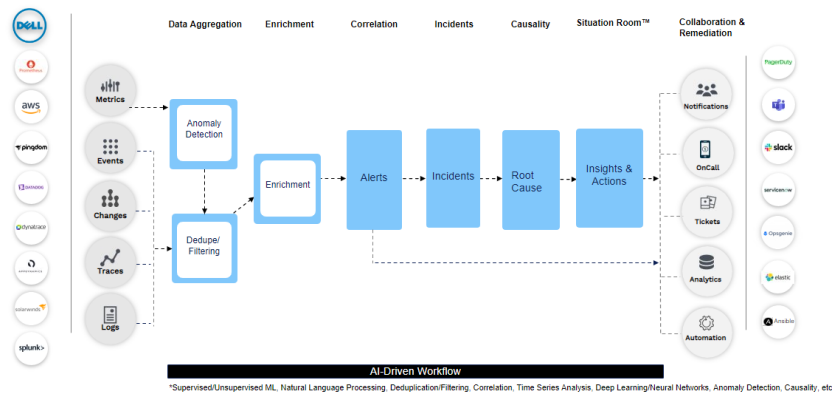 DELL
Data Aggregation
Enrichment
Correlation
Incidents
Causality
Situation Room™
Collaboration &
Remediation
Prometheus
aws
pingdom
DATADOG
dynatrace
APPDYNAMICS
solarwinds
splunk>
Metrics
Events
Changes
Traces
Logs
Anomaly
Detection
Dedupe/
Filtering
Enrichment
Alerts
Incidents
Root
Cause
Insights &
Actions
Notifications
OnCall
Tickets
Analytics
Automation
PagerDuty
slack
servicenow
Opsgenie
elastic
Ansible
AI-Driven Workflow
*Supervised/Unsupervised ML, Natural Language Processing, Deduplication/Filtering, Correlation, Time Series Analysis, Deep Learning/Neural Networks, Anomaly Detection, Causality, etc